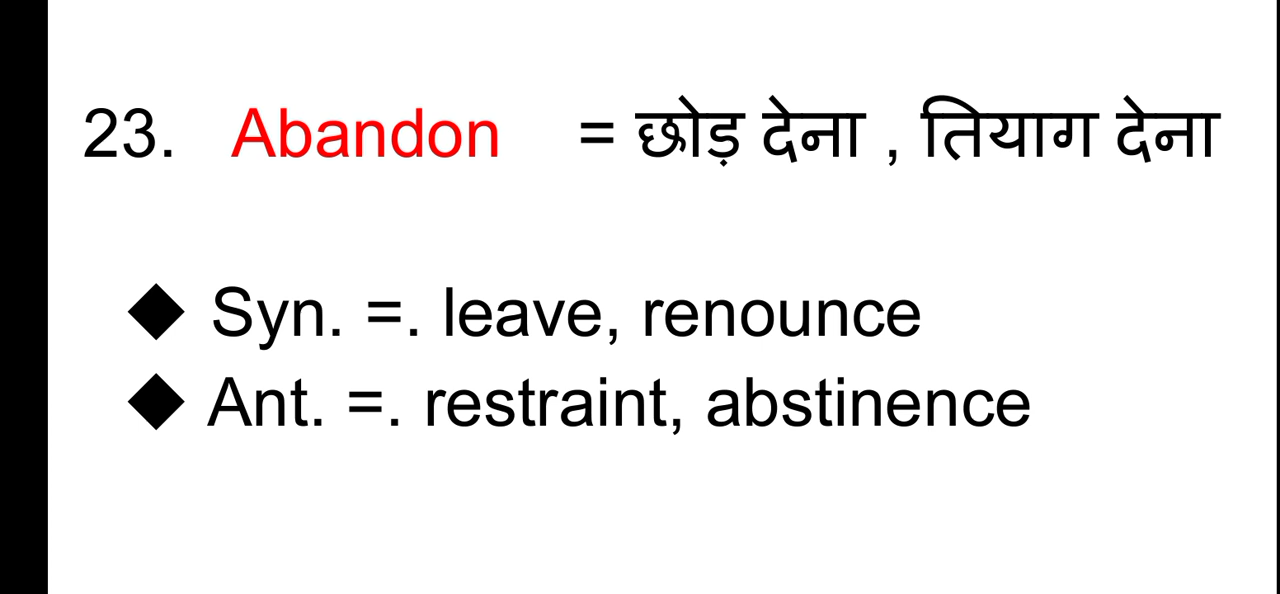 23. Abandon = छोड़ देना , तियाग देना
◆ Syn. =. leave, renounce
◆ Ant. =. restraint, abstinence